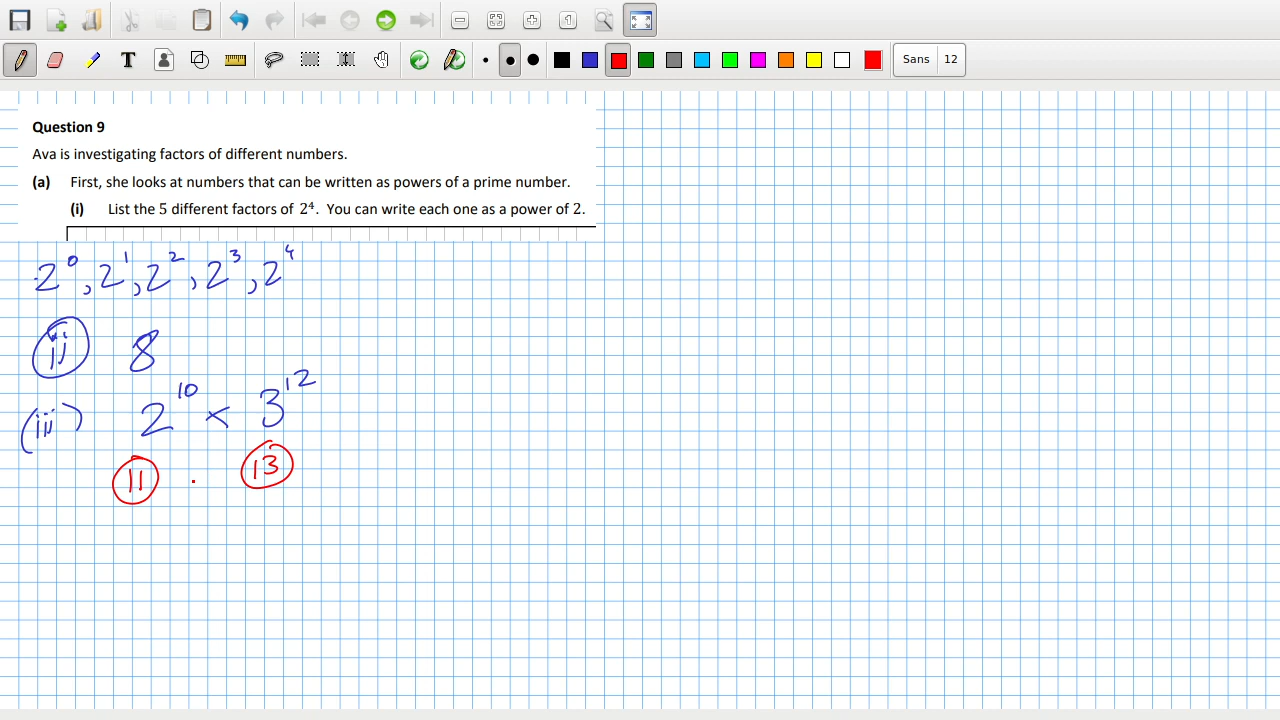 Sans 12
Question 9
Ava is investigating factors of different numbers.
(a) First, she looks at numbers that can be written as powers of a prime number.
(i) List the 5 different factors of 2⁴. You can write each one as a power of 2.
2⁰, 2¹, 2², 2³, 2⁴
ii 8
(iii) 2¹⁰ × 3¹²
11 . 13